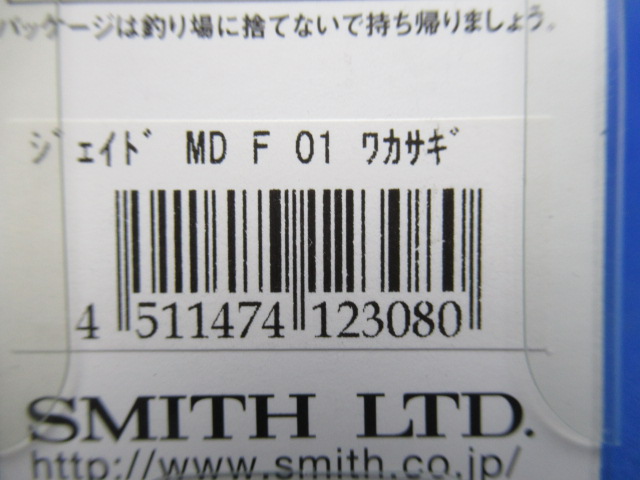 パッケージは釣り場に捨てないで持ち帰りましょう。
ｼﾞｪｲﾄﾞ MD F 01 ﾜｶｻｷﾞ
4 511474 123080
SMITH LTD.
http://www.smith.co.jp/